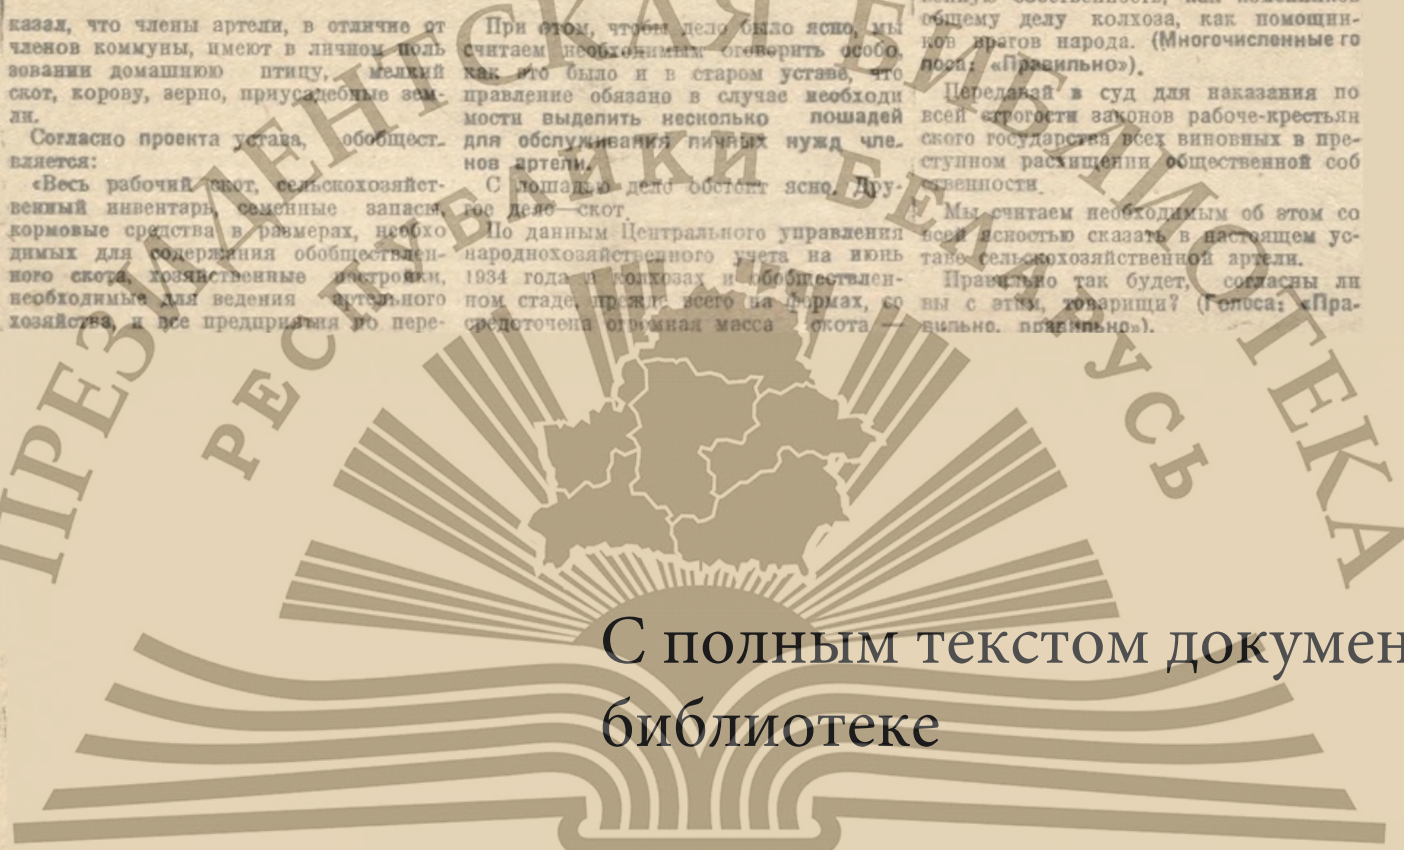 казал, что члены артели, в отличие от
членов коммуны, имеют в личном поль
зовании домашнюю птицу, мелкий
скот, корову, зерно, приусадебные зем-
ли.
Согласно проекта устава, обобщест-
вляется:
«Весь рабочий скот, сельскохозяйст-
венный инвентарь, семенные запасы,
кормовые средства в размерах, необхо
димых для содержания обобществлен-
ного скота, хозяйственные постройки,
необходимые для ведения артельного
хозяйства, и все предприятия по пере-
При этом, чтобы дело было ясно, мы
считаем необходимым оговорить особо,
как это было и в старом уставе, что
правление обязано в случае необходи
мости выделить несколько лошадей
для обслуживания личных нужд чле-
нов артели.
С лошадью дело обстоит ясно. Дру-
гое дело—скот.
По данным Центрального управления
народнохозяйственного учета на июнь
1934 года в колхозах и обобществлен-
ном стаде, прежде всего на фермах, со
средоточена огромная масса скота —
общему делу колхоза, как помощни-
ков врагов народа. (Многочисленные го
лоса: «Правильно»).
Передавай в суд для наказания по
всей строгости законов рабоче-крестьян
ского государства всех виновных в пре-
ступном расхищении общественной соб
ственности.
Мы считаем необходимым об этом со
всей ясностью сказать в настоящем ус-
таве сельскохозяйственной артели.
Правильно так будет, согласны ли
вы с этим, товарищи? (Голоса: «Пра-
вильно, правильно»).
ПРЕЗИДЕНТСКАЯ БИБЛИОТЕКА
РЕСПУБЛИКИ БЕЛАРУСЬ
С полным текстом докумен
библиотеке